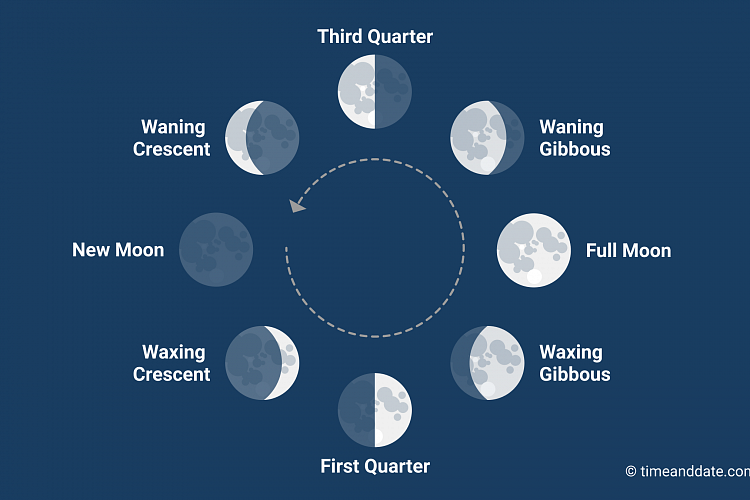 Third Quarter
Waning
Crescent
Waning
Gibbous
New Moon
Full Moon
Waxing
Crescent
Waxing
Gibbous
First Quarter
© timeanddate.com